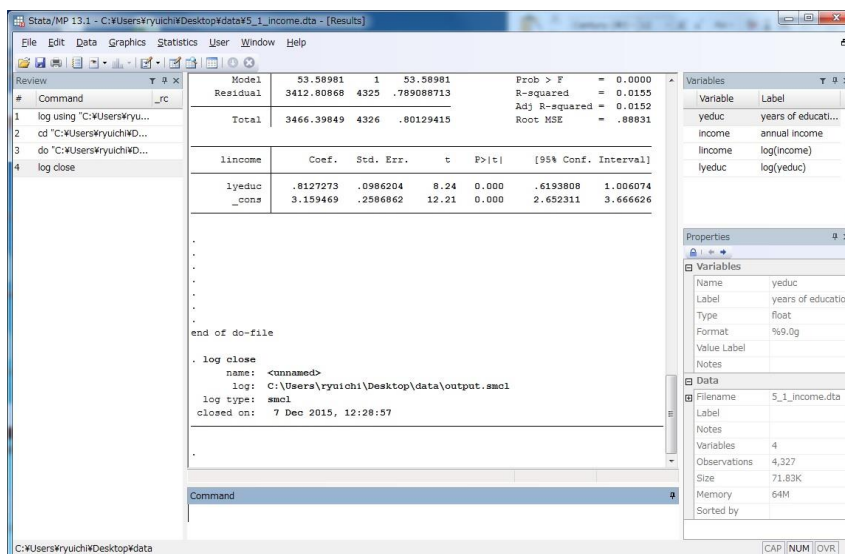 Stata/MP 13.1 - C:¥Users¥ryuichi¥Desktop¥data¥5_1_income.dta - [Results]
File Edit Data Graphics Statistics User Window Help
Review
# Command _rc
1 log using "C:¥Users¥ryu...
2 cd "C:¥Users¥ryuichi¥D...
3 do "C:¥Users¥ryuichi¥D...
4 log close
Model 53.58981 1 53.58981 Prob > F = 0.0000
Residual 3412.80868 4325 .789088713 R-squared = 0.0155
Adj R-squared = 0.0152
Total 3466.39849 4326 .80129415 Root MSE = .88831
lincome Coef. Std. Err. t P>|t| [95% Conf. Interval]
lyeduc .8127273 .0986204 8.24 0.000 .6193808 1.006074
_cons 3.159469 .2586862 12.21 0.000 2.652311 3.666626
.
.
.
.
.
.
end of do-file
. log close
name: <unnamed>
log: C:\Users\ryuichi\Desktop\data\output.smcl
log type: smcl
closed on: 7 Dec 2015, 12:28:57
.
Command
Variables
Variable Label
yeduc years of educati...
income annual income
lincome log(income)
lyeduc log(yeduc)
Properties
Variables
Name yeduc
Label years of educatio
Type float
Format %9.0g
Value Label
Notes
Data
Filename 5_1_income.dta
Label
Notes
Variables 4
Observations 4,327
Size 71.83K
Memory 64M
Sorted by
C:¥Users¥ryuichi¥Desktop¥data
CAP NUM OVR